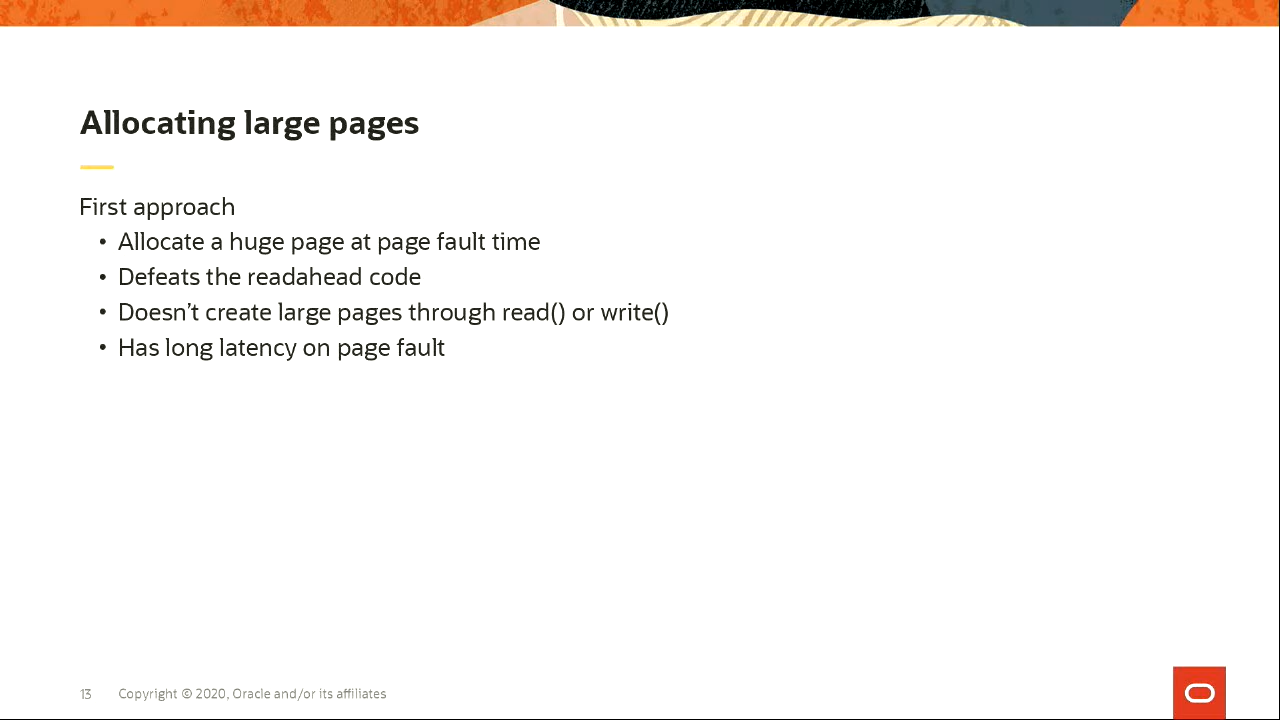 Allocating large pages
First approach
• Allocate a huge page at page fault time
• Defeats the readahead code
• Doesn’t create large pages through read() or write()
• Has long latency on page fault
13 Copyright © 2020, Oracle and/or its affiliates